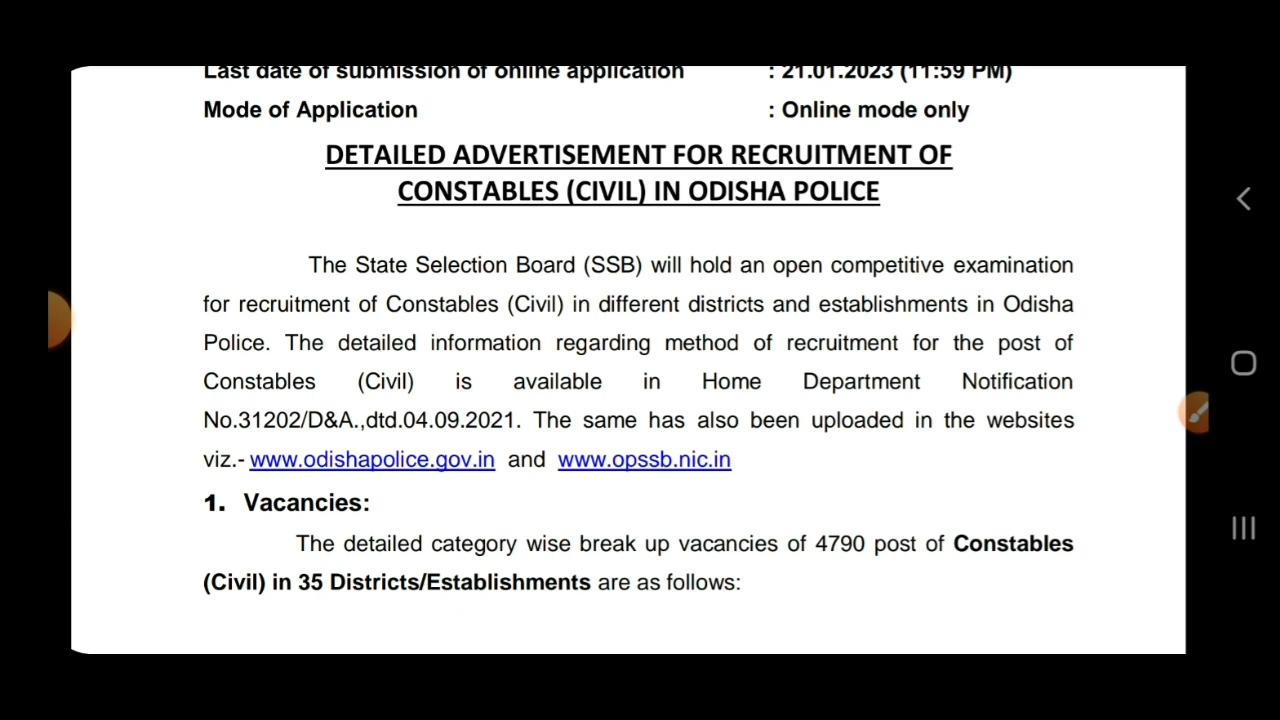 Last date of submission of online application : 21.01.2023 (11:59 PM)
Mode of Application : Online mode only
DETAILED ADVERTISEMENT FOR RECRUITMENT OF
CONSTABLES (CIVIL) IN ODISHA POLICE
The State Selection Board (SSB) will hold an open competitive examination
for recruitment of Constables (Civil) in different districts and establishments in Odisha
Police. The detailed information regarding method of recruitment for the post of
Constables (Civil) is available in Home Department Notification
No.31202/D&A.,dtd.04.09.2021. The same has also been uploaded in the websites
viz.- www.odishapolice.gov.in and www.opssb.nic.in
1. Vacancies:
The detailed category wise break up vacancies of 4790 post of Constables
(Civil) in 35 Districts/Establishments are as follows: